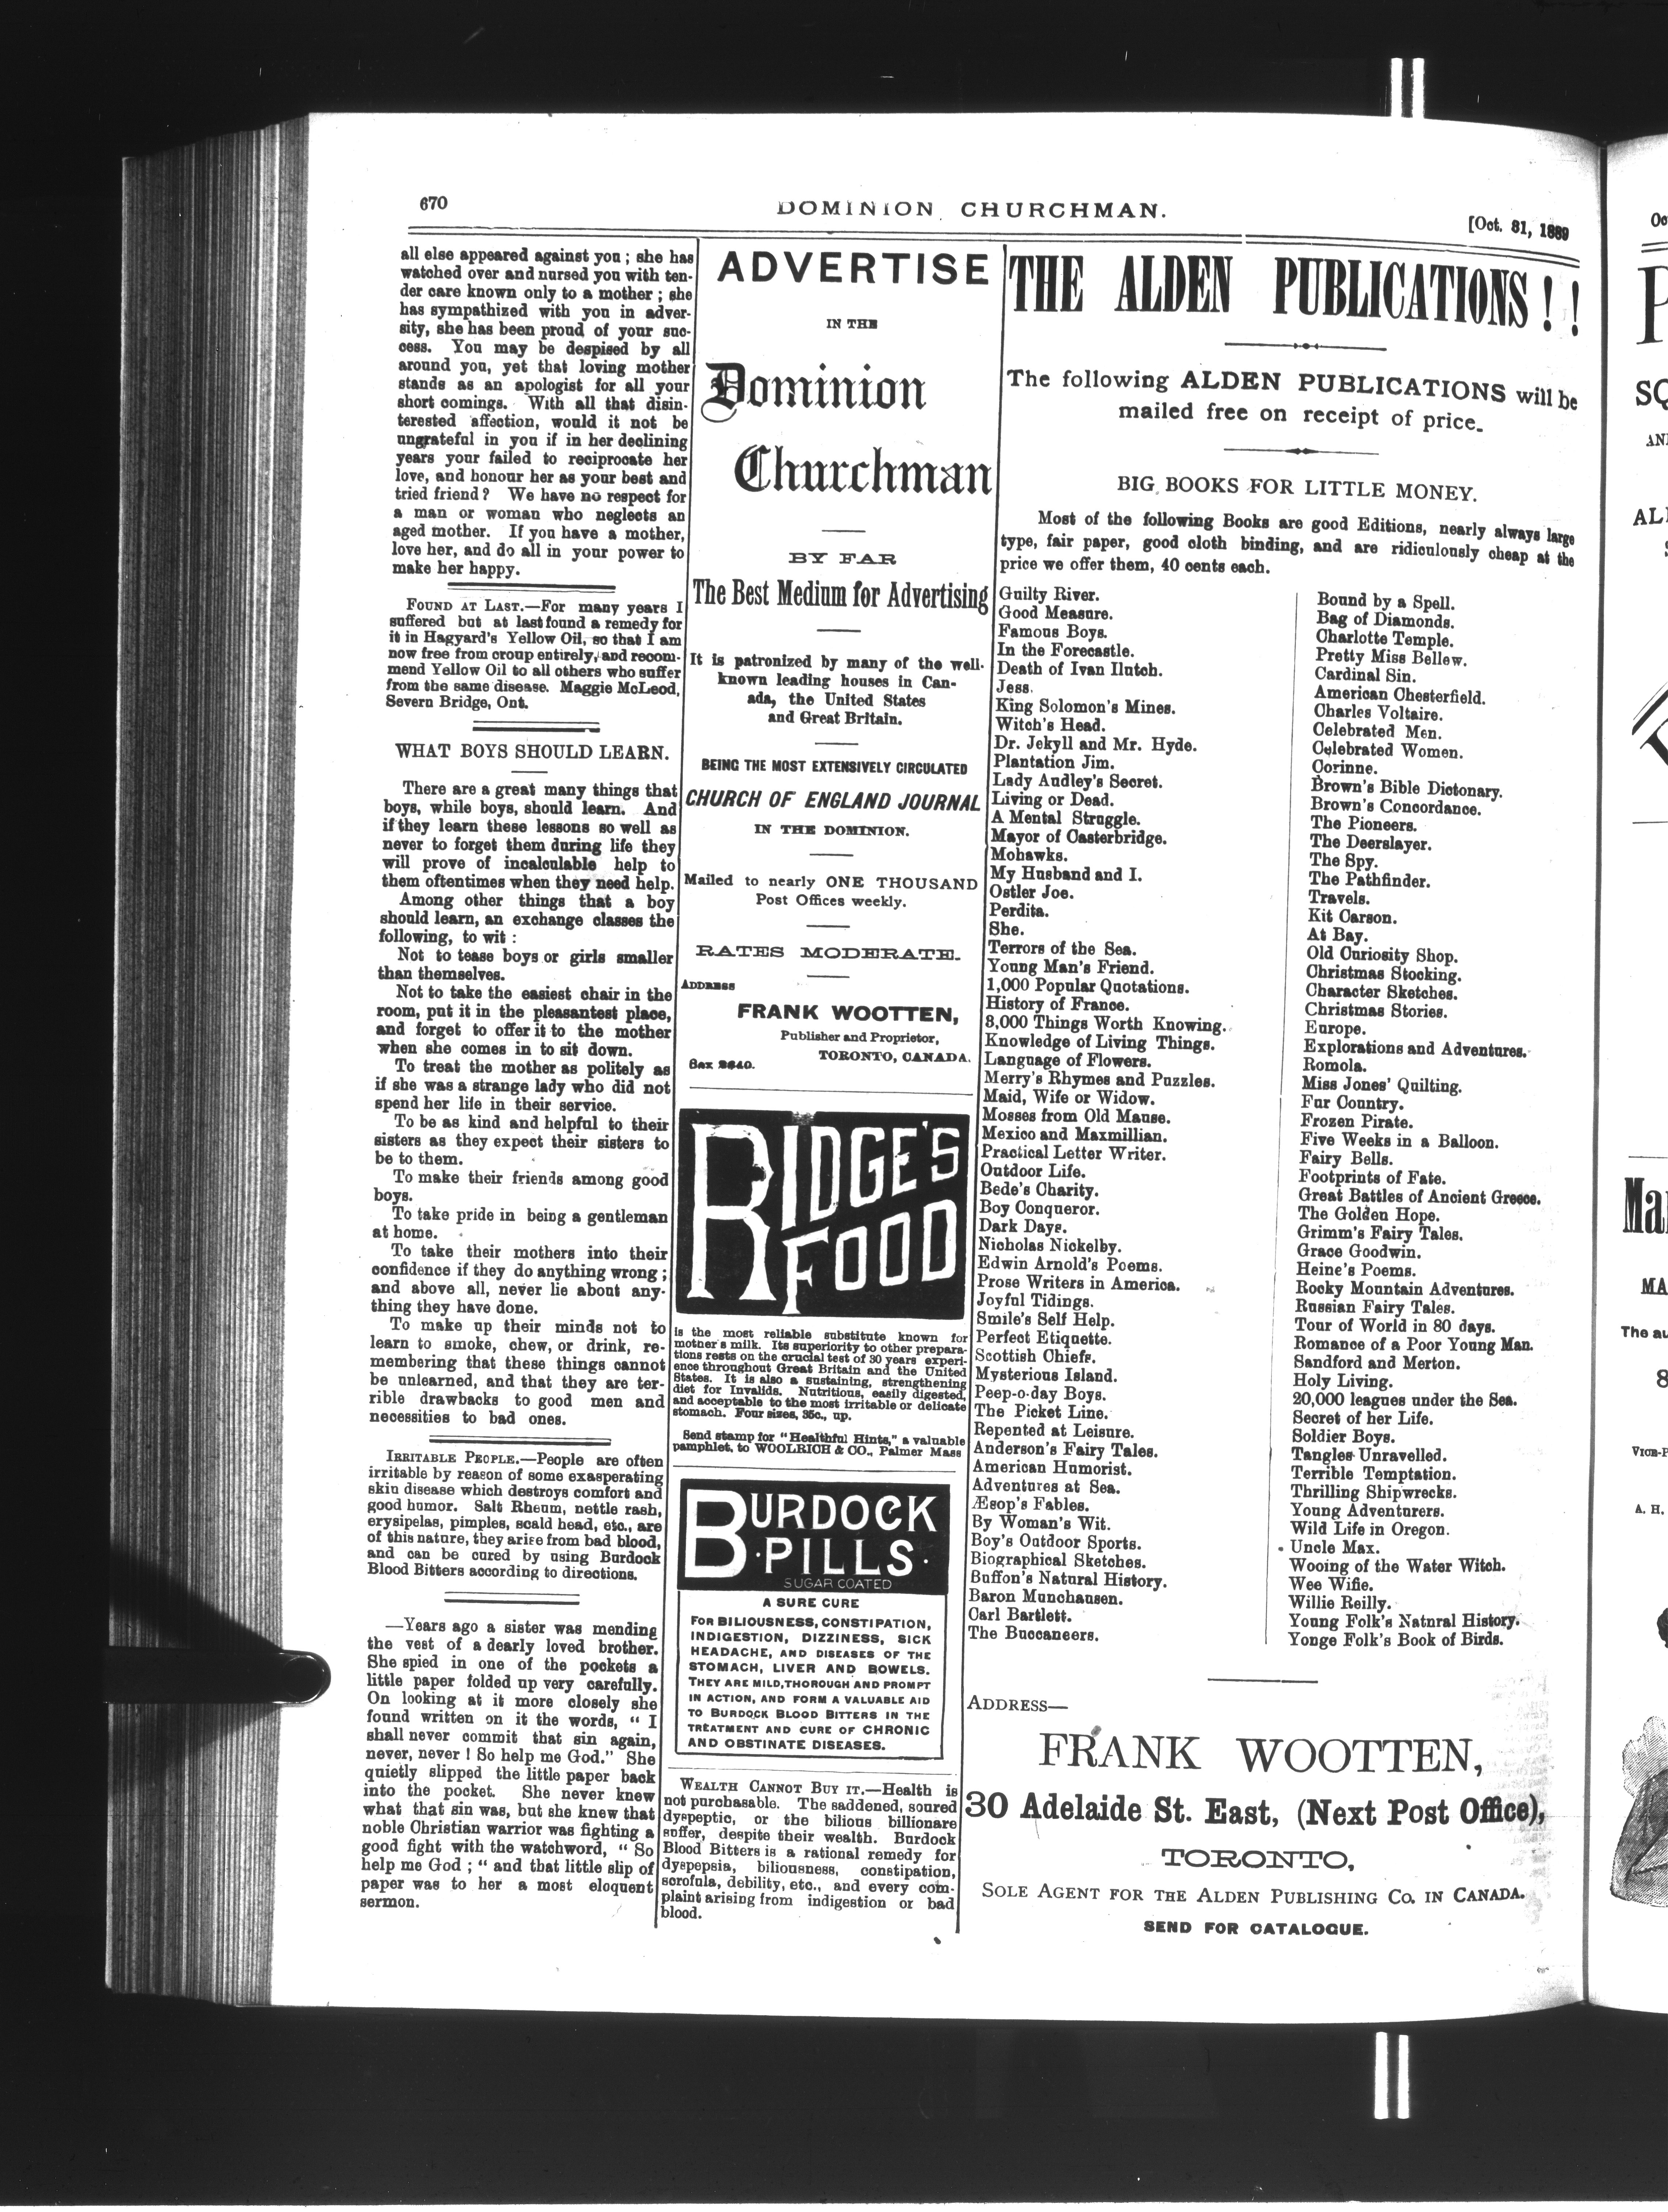 670
DOMINION CHURCHMAN.
[Oct. 31, 1889
all else appeared against you ; she has
watched over and nursed you with ten-
der care known only to a mother ; she
has sympathized with you in adver-
sity, she has been proud of your suc-
cess. You may be despised by all
around you, yet that loving mother
stands as an apologist for all your
short comings. With all that disin-
terested affection, would it not be
ungrateful in you if in her declining
years your failed to reciprocate her
love, and honour her as your best and
tried friend ? We have no respect for
a man or woman who neglects an
aged mother. If you have a mother,
love her, and do all in your power to
make her happy.
FOUND AT LAST.—For many years I
suffered but at last found a remedy for
it in Hagyard's Yellow Oil, so that I am
now free from croup entirely, and recom-
mend Yellow Oil to all others who suffer
from the same disease. Maggie McLeod,
Severn Bridge, Ont.
WHAT BOYS SHOULD LEARN.
There are a great many things that
boys, while boys, should learn. And
if they learn these lessons so well as
never to forget them during life they
will prove of incalculable help to
them oftentimes when they need help.
Among other things that a boy
should learn, an exchange classes the
following, to wit :
Not to tease boys or girls smaller
than themselves.
Not to take the easiest chair in the
room, put it in the pleasantest place,
and forget to offer it to the mother
when she comes in to sit down.
To treat the mother as politely as
if she was a strange lady who did not
spend her life in their service.
To be as kind and helpful to their
sisters as they expect their sisters to
be to them.
To make their friends among good
boys.
To take pride in being a gentleman
at home.
To take their mothers into their
confidence if they do anything wrong ;
and above all, never lie about any-
thing they have done.
To make up their minds not to
learn to smoke, chew, or drink, re-
membering that these things cannot
be unlearned, and that they are ter-
rible drawbacks to good men and
necessities to bad ones.
IRRITABLE PEOPLE.—People are often
irritable by reason of some exasperating
skin disease which destroys comfort and
good humor. Salt Rheum, nettle rash,
erysipelas, pimples, scald head, etc., are
of this nature, they arise from bad blood,
and can be cured by using Burdock
Blood Bitters according to directions.
—Years ago a sister was mending
the vest of a dearly loved brother.
She spied in one of the pockets a
little paper folded up very carefully.
On looking at it more closely she
found written on it the words, “ I
shall never commit that sin again,
never, never ! So help me God.” She
quietly slipped the little paper back
into the pocket. She never knew
what that sin was, but she knew that
noble Christian warrior was fighting a
good fight with the watchword, “ So
help me God ; “ and that little slip of
paper was to her a most eloquent
sermon.
ADVERTISE
IN THE
Dominion
Churchman
BY FAR
The Best Medium for Advertising
It is patronized by many of the well-
known leading houses in Can-
ada, the United States
and Great Britain.
BEING THE MOST EXTENSIVELY CIRCULATED
CHURCH OF ENGLAND JOURNAL
IN THE DOMINION.
Mailed to nearly ONE THOUSAND
Post Offices weekly.
RATES MODERATE.
ADDRESS
FRANK WOOTTEN,
Publisher and Proprietor,
TORONTO, CANADA.
Box 2640.
RIDGE'S
FOOD
is the most reliable substitute known for
mother's milk. Its superiority to other prepara-
tions rests on the crucial test of 30 years experi-
ence throughout Great Britain and the United
States. It is also a sustaining, strengthening
diet for Invalids. Nutritious, easily digested,
and acceptable to the most irritable or delicate
stomach. Four sizes, 35c., up.
Send stamp for “Healthful Hints,” a valuable
pamphlet, to WOOLRICH & CO., Palmer Mass
BURDOCK
·PILLS·
SUGAR COATED
A SURE CURE
FOR BILIOUSNESS, CONSTIPATION,
INDIGESTION, DIZZINESS, SICK
HEADACHE, AND DISEASES OF THE
STOMACH, LIVER AND BOWELS.
THEY ARE MILD, THOROUGH AND PROMPT
IN ACTION, AND FORM A VALUABLE AID
TO BURDOCK BLOOD BITTERS IN THE
TREATMENT AND CURE OF CHRONIC
AND OBSTINATE DISEASES.
WEALTH CANNOT BUY IT.—Health is
not purchasable. The saddened, soured
dyspeptic, or the bilious billionare
suffer, despite their wealth. Burdock
Blood Bitters is a rational remedy for
dyspepsia, biliousness, constipation,
scrofula, debility, etc., and every com-
plaint arising from indigestion or bad
blood.
THE ALDEN PUBLICATIONS ! !
The following ALDEN PUBLICATIONS will be
mailed free on receipt of price.
BIG BOOKS FOR LITTLE MONEY.
Most of the following Books are good Editions, nearly always large
type, fair paper, good cloth binding, and are ridiculously cheap at the
price we offer them, 40 cents each.
Guilty River.
Good Measure.
Famous Boys.
In the Forecastle.
Death of Ivan Ilutch.
Jess.
King Solomon's Mines.
Witch's Head.
Dr. Jekyll and Mr. Hyde.
Plantation Jim.
Lady Audley's Secret.
Living or Dead.
A Mental Struggle.
Mayor of Casterbridge.
Mohawks.
My Husband and I.
Ostler Joe.
Perdita.
She.
Terrors of the Sea.
Young Man's Friend.
1,000 Popular Quotations.
History of France.
8,000 Things Worth Knowing.
Knowledge of Living Things.
Language of Flowers.
Merry's Rhymes and Puzzles.
Maid, Wife or Widow.
Mosses from Old Manse.
Mexico and Maxmillian.
Practical Letter Writer.
Outdoor Life.
Bede's Charity.
Boy Conqueror.
Dark Days.
Nicholas Nickelby.
Edwin Arnold's Poems.
Prose Writers in America.
Joyful Tidings.
Smile's Self Help.
Perfect Etiquette.
Scottish Chiefs.
Mysterious Island.
Peep-o-day Boys.
The Picket Line.
Repented at Leisure.
Anderson's Fairy Tales.
American Humorist.
Adventures at Sea.
Æsop's Fables.
By Woman's Wit.
Boy's Outdoor Sports.
Biographical Sketches.
Buffon's Natural History.
Baron Munchausen.
Carl Bartlett.
The Buccaneers.
Bound by a Spell.
Bag of Diamonds.
Charlotte Temple.
Pretty Miss Bellew.
Cardinal Sin.
American Chesterfield.
Charles Voltaire.
Celebrated Men.
Celebrated Women.
Corinne.
Brown's Bible Dictonary.
Brown's Concordance.
The Pioneers.
The Deerslayer.
The Spy.
The Pathfinder.
Travels.
Kit Carson.
At Bay.
Old Curiosity Shop.
Christmas Stocking.
Character Sketches.
Christmas Stories.
Europe.
Explorations and Adventures.
Romola.
Miss Jones' Quilting.
Fur Country.
Frozen Pirate.
Five Weeks in a Balloon.
Fairy Bells.
Footprints of Fate.
Great Battles of Ancient Greece.
The Golden Hope.
Grimm's Fairy Tales.
Grace Goodwin.
Heine's Poems.
Rocky Mountain Adventures.
Russian Fairy Tales.
Tour of World in 80 days.
Romance of a Poor Young Man.
Sandford and Merton.
Holy Living.
20,000 leagues under the Sea.
Secret of her Life.
Soldier Boys.
Tangles Unravelled.
Terrible Temptation.
Thrilling Shipwrecks.
Young Adventurers.
Wild Life in Oregon.
Uncle Max.
Wooing of the Water Witch.
Wee Wifie.
Willie Reilly.
Young Folk's Natnral History.
Yonge Folk's Book of Birds.
ADDRESS—
FRANK WOOTTEN,
30 Adelaide St. East, (Next Post Office),
TORONTO,
SOLE AGENT FOR THE ALDEN PUBLISHING CO. IN CANADA.
SEND FOR CATALOGUE.